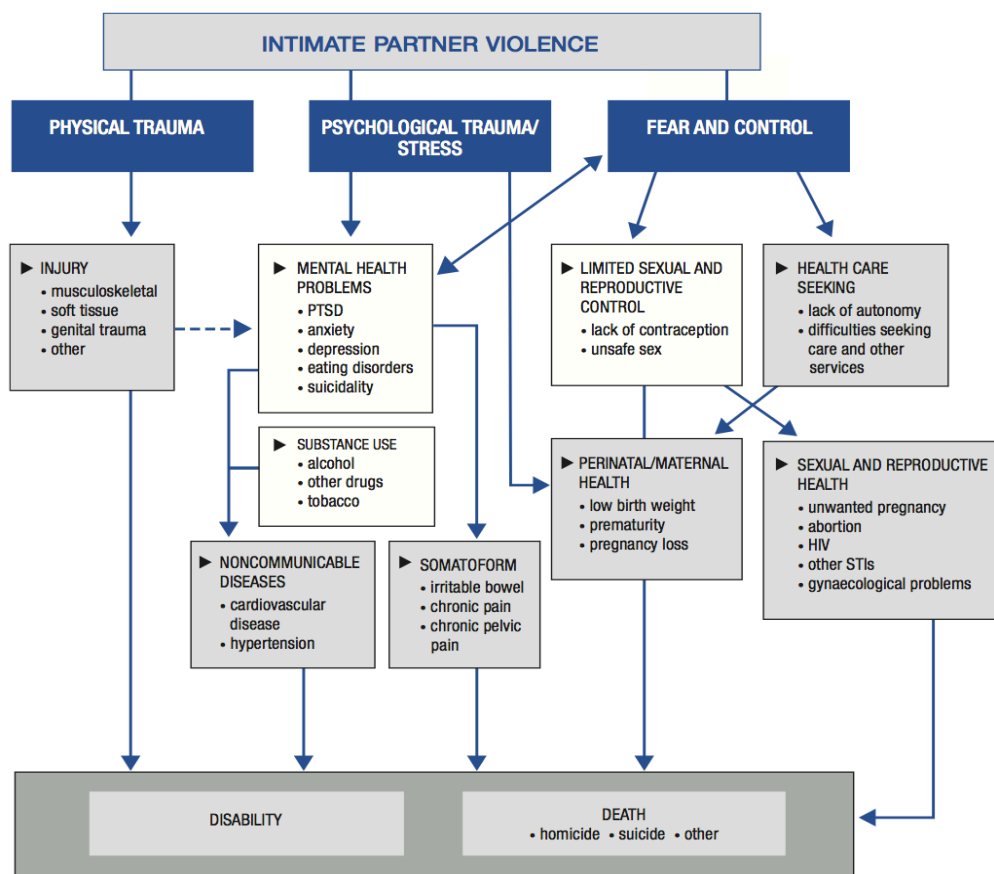 INTIMATE PARTNER VIOLENCE
PHYSICAL TRAUMA
PSYCHOLOGICAL TRAUMA/
STRESS
FEAR AND CONTROL
▶ INJURY
• musculoskeletal
• soft tissue
• genital trauma
• other
▶ MENTAL HEALTH
PROBLEMS
• PTSD
• anxiety
• depression
• eating disorders
• suicidality
▶ LIMITED SEXUAL AND
REPRODUCTIVE
CONTROL
• lack of contraception
• unsafe sex
▶ HEALTH CARE
SEEKING
• lack of autonomy
• difficulties seeking
care and other
services
▶ SUBSTANCE USE
• alcohol
• other drugs
• tobacco
▶ PERINATAL/MATERNAL
HEALTH
• low birth weight
• prematurity
• pregnancy loss
▶ SEXUAL AND REPRODUCTIVE
HEALTH
• unwanted pregnancy
• abortion
• HIV
• other STIs
• gynaecological problems
▶ NONCOMMUNICABLE
DISEASES
• cardiovascular
disease
• hypertension
▶ SOMATOFORM
• irritable bowel
• chronic pain
• chronic pelvic
pain
DISABILITY
DEATH
• homicide • suicide • other